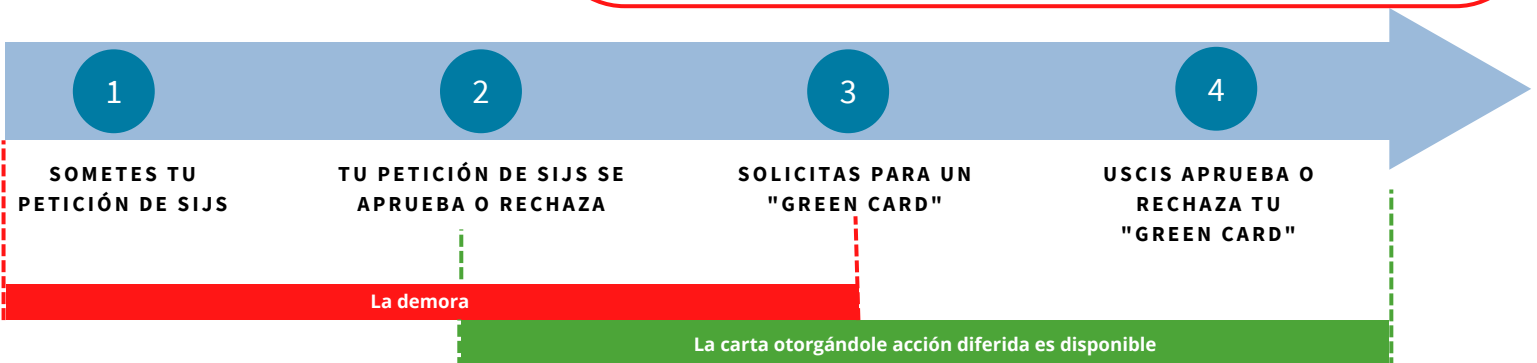 1
2
3
4
SOMETES TU
PETICIÓN DE SIJS
TU PETICIÓN DE SIJS SE
APRUEBA O RECHAZA
SOLICITAS PARA UN
"GREEN CARD"
USCIS APRUEBA O
RECHAZA TU
"GREEN CARD"
La demora
La carta otorgándole acción diferida es disponible